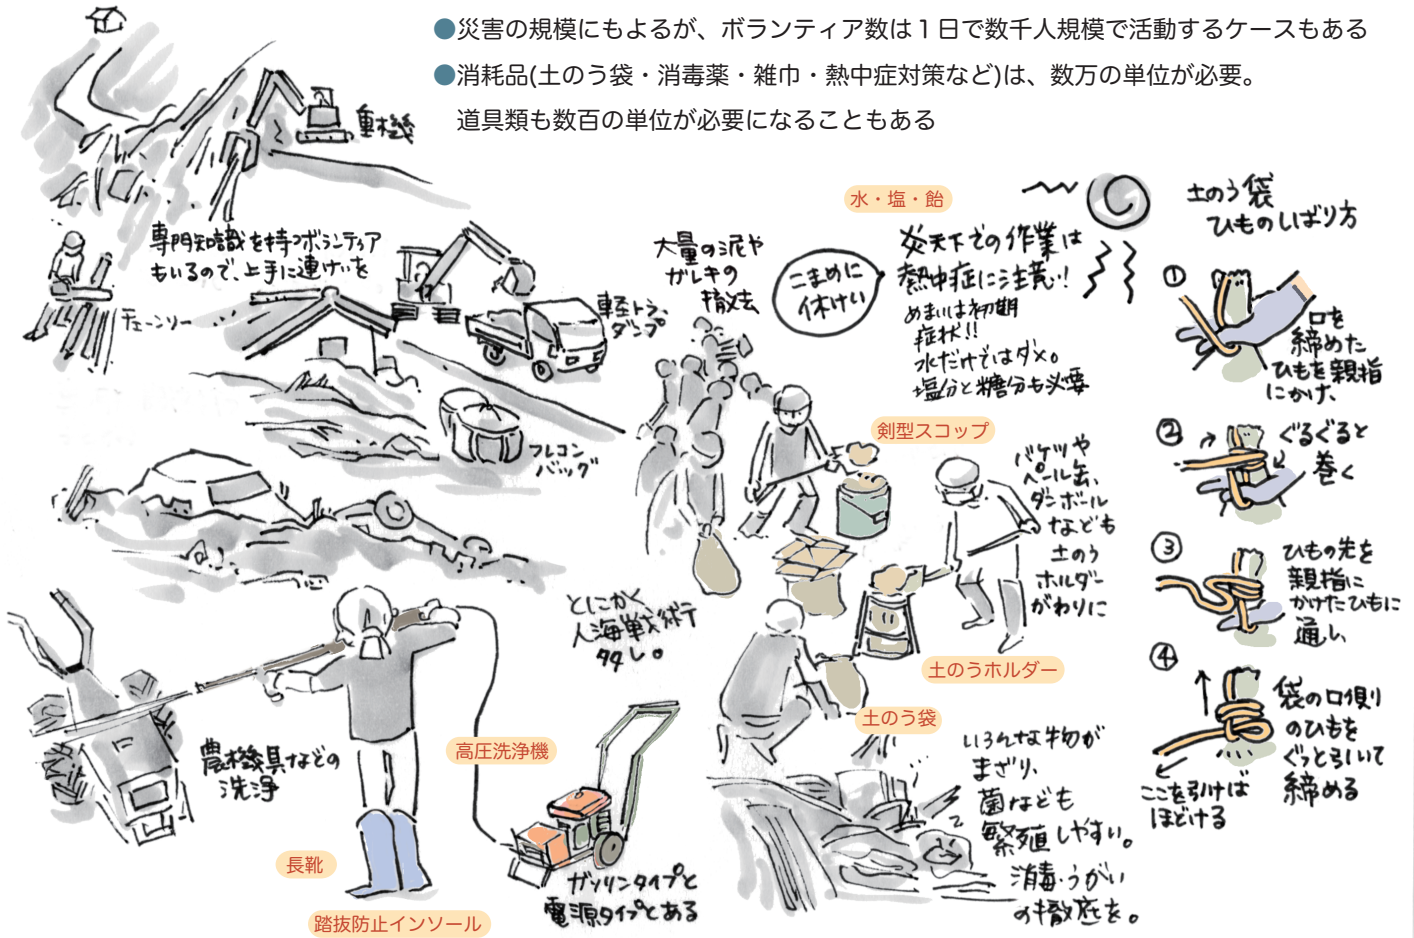 ●災害の規模にもよるが、ボランティア数は１日で数千人規模で活動するケースもある
●消耗品(土のう袋・消毒薬・雑巾・熱中症対策など)は、数万の単位が必要。
道具類も数百の単位が必要になることもある
重機
専門知識を持つボランティア
もいるので、上手に連けいを
チェーンソー
軽トラ、
ダンプ
フレコン
バッグ
大量の泥や
ガレキの
撤去
こまめに
休けい
水・塩・飴
炎天下での作業は
熱中症に注意!
めまいは初期
症状!!
水だけではダメ。
塩分と糖分も必要
剣型スコップ
バケツや
ペール缶、
ダンボール
なども
土のう
ホルダー
がわりに
土のうホルダー
土のう袋
とにかく
人海戦術で
タタし。
農機具などの
洗浄
高圧洗浄機
長靴
踏抜防止インソール
ガソリンタイプと
電源タイプとある
いろんな物が
まざり、
菌なども
繁殖しやすい。
消毒・うがい
の徹底を。
土のう袋
ひものしばり方
①
口を
締めた
ひもを親指
にかけ、
②
ぐるぐると
巻く
③
ひもの先を
親指に
かけたひもに
通し
④
袋の口側り
のひもを
ぐっと引いて
締める
ここを引けば
ほどける